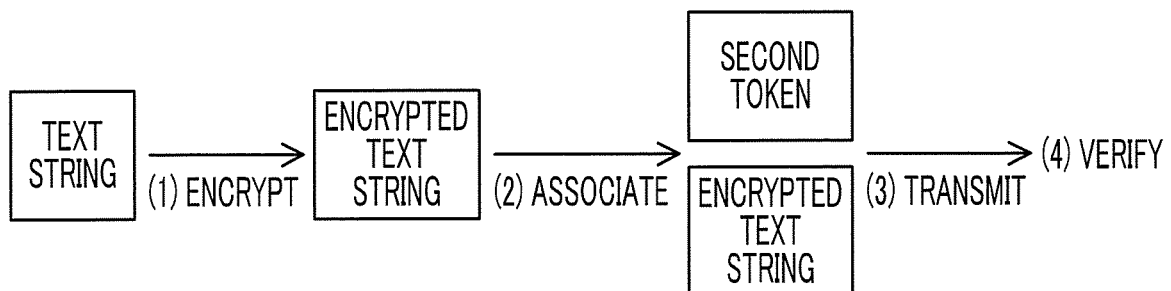 TEXT
STRING
(1) ENCRYPT
ENCRYPTED
TEXT
STRING
(2) ASSOCIATE
SECOND
TOKEN
ENCRYPTED
TEXT
STRING
(3) TRANSMIT
(4) VERIFY